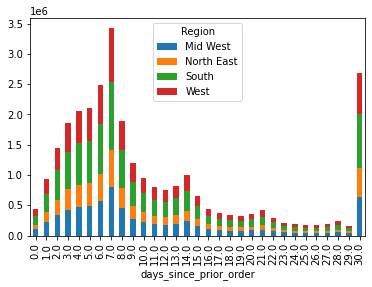 1e6
3.5
3.0
2.5
2.0
1.5
1.0
0.5
0.0
Region
Mid West
North East
South
West
0.0 1.0 2.0 3.0 4.0 5.0 6.0 7.0 8.0 9.0 10.0 11.0 12.0 13.0 14.0 15.0 16.0 17.0 18.0 19.0 20.0 21.0 22.0 23.0 24.0 25.0 26.0 27.0 28.0 29.0 30.0
days_since_prior_order